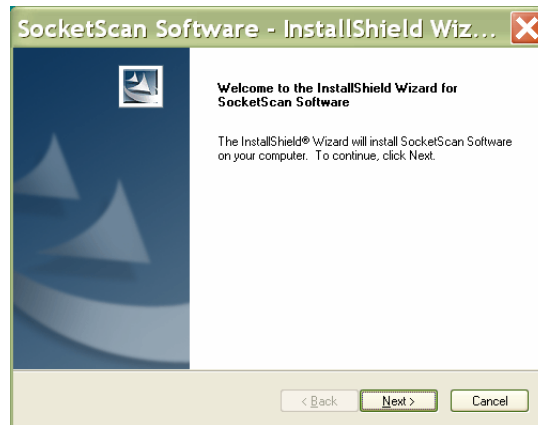 SocketScan Software - InstallShield Wiz...
Welcome to the InstallShield Wizard for
SocketScan Software
The InstallShield® Wizard will install SocketScan Software
on your computer. To continue, click Next.
< Back
Next >
Cancel